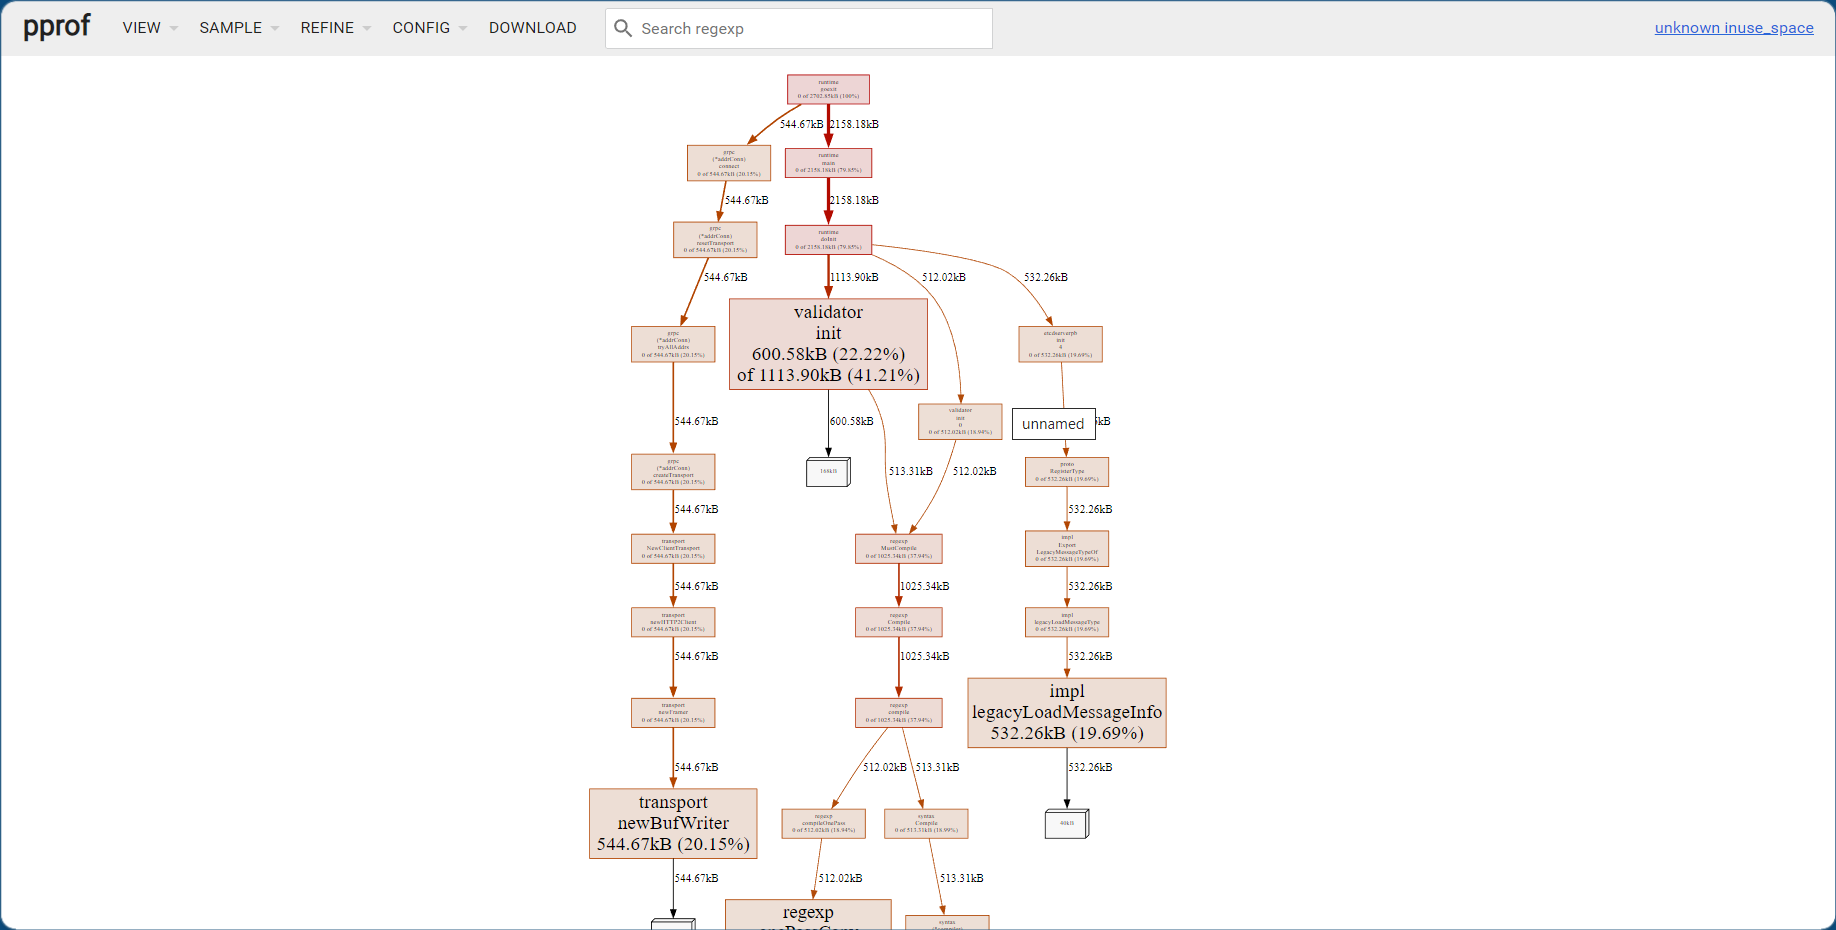 pprof
VIEW
SAMPLE
REFINE
CONFIG
DOWNLOAD
Search regexp
unknown inuse_space
runtime
goexit
0 of 2702.85kB (100%)
544.67kB
2158.18kB
grpc
(*addrConn)
connect
0 of 544.67kB (20.15%)
runtime
main
0 of 2158.18kB (79.85%)
544.67kB
2158.18kB
grpc
(*addrConn)
resetTransport
0 of 544.67kB (20.15%)
runtime
doInit
0 of 2158.18kB (79.85%)
544.67kB
1113.90kB
512.02kB
532.26kB
validator
init
600.58kB (22.22%)
of 1113.90kB (41.21%)
grpc
(*addrConn)
tryAllAddrs
0 of 544.67kB (20.15%)
etcdserverpb
init
4
0 of 532.26kB (19.69%)
544.67kB
600.58kB
validator
init
0
0 of 512.02kB (18.94%)
unnamed
kB
grpc
(*addrConn)
createTransport
0 of 544.67kB (20.15%)
168kB
513.31kB
512.02kB
proto
RegisterType
0 of 532.26kB (19.69%)
544.67kB
532.26kB
transport
NewClientTransport
0 of 544.67kB (20.15%)
regexp
MustCompile
0 of 1025.34kB (37.94%)
impl
Export
LegacyMessageTypeOf
0 of 532.26kB (19.69%)
544.67kB
1025.34kB
532.26kB
transport
newHTTP2Client
0 of 544.67kB (20.15%)
regexp
Compile
0 of 1025.34kB (37.94%)
impl
legacyLoadMessageType
0 of 532.26kB (19.69%)
544.67kB
1025.34kB
532.26kB
transport
newFramer
0 of 544.67kB (20.15%)
regexp
compile
0 of 1025.34kB (37.94%)
impl
legacyLoadMessageInfo
532.26kB (19.69%)
544.67kB
512.02kB
513.31kB
532.26kB
transport
newBufWriter
544.67kB (20.15%)
regexp
compileOnePass
0 of 512.02kB (18.94%)
syntax
Compile
0 of 513.31kB (18.99%)
40kB
544.67kB
512.02kB
513.31kB
regexp
syntax